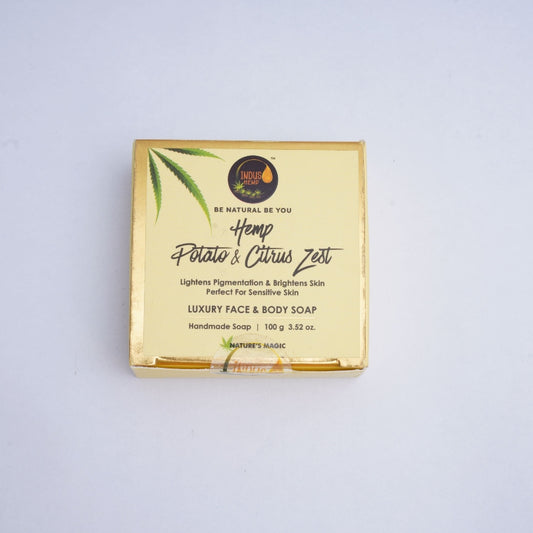 INDUS
HEMP
TM
BE NATURAL BE YOU
Hemp
Potato & Citrus Zest
Lightens Pigmentation & Brightens Skin
Perfect For Sensitive Skin
LUXURY FACE & BODY SOAP
Handmade Soap | 100 g 3.52 oz.
NATURE'S MAGIC